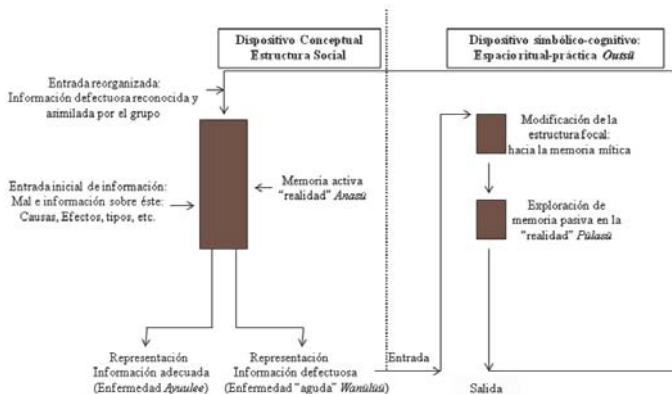 Dispositivo Conceptual
Estructura Social
Dispositivo simbólico-cognitivo:
Espacio ritual-práctica Outsü
Entrada reorganizada:
Información defectuosa reconocida y
asimilada por el grupo
Entrada inicial de información:
Mal e información sobre éste:
Causas, Efectos, tipos, etc.
Memoria activa
"realidad" Anasü
Modificación de la
estructura focal:
hacia la memoria mítica
Exploración de
memoria pasiva en la
"realidad" Pülasü
Representación
Información adecuada
(Enfermedad Ayuulee)
Representación
Información defectuosa
(Enfermedad "aguda" Wanülüü)
Entrada
Salida